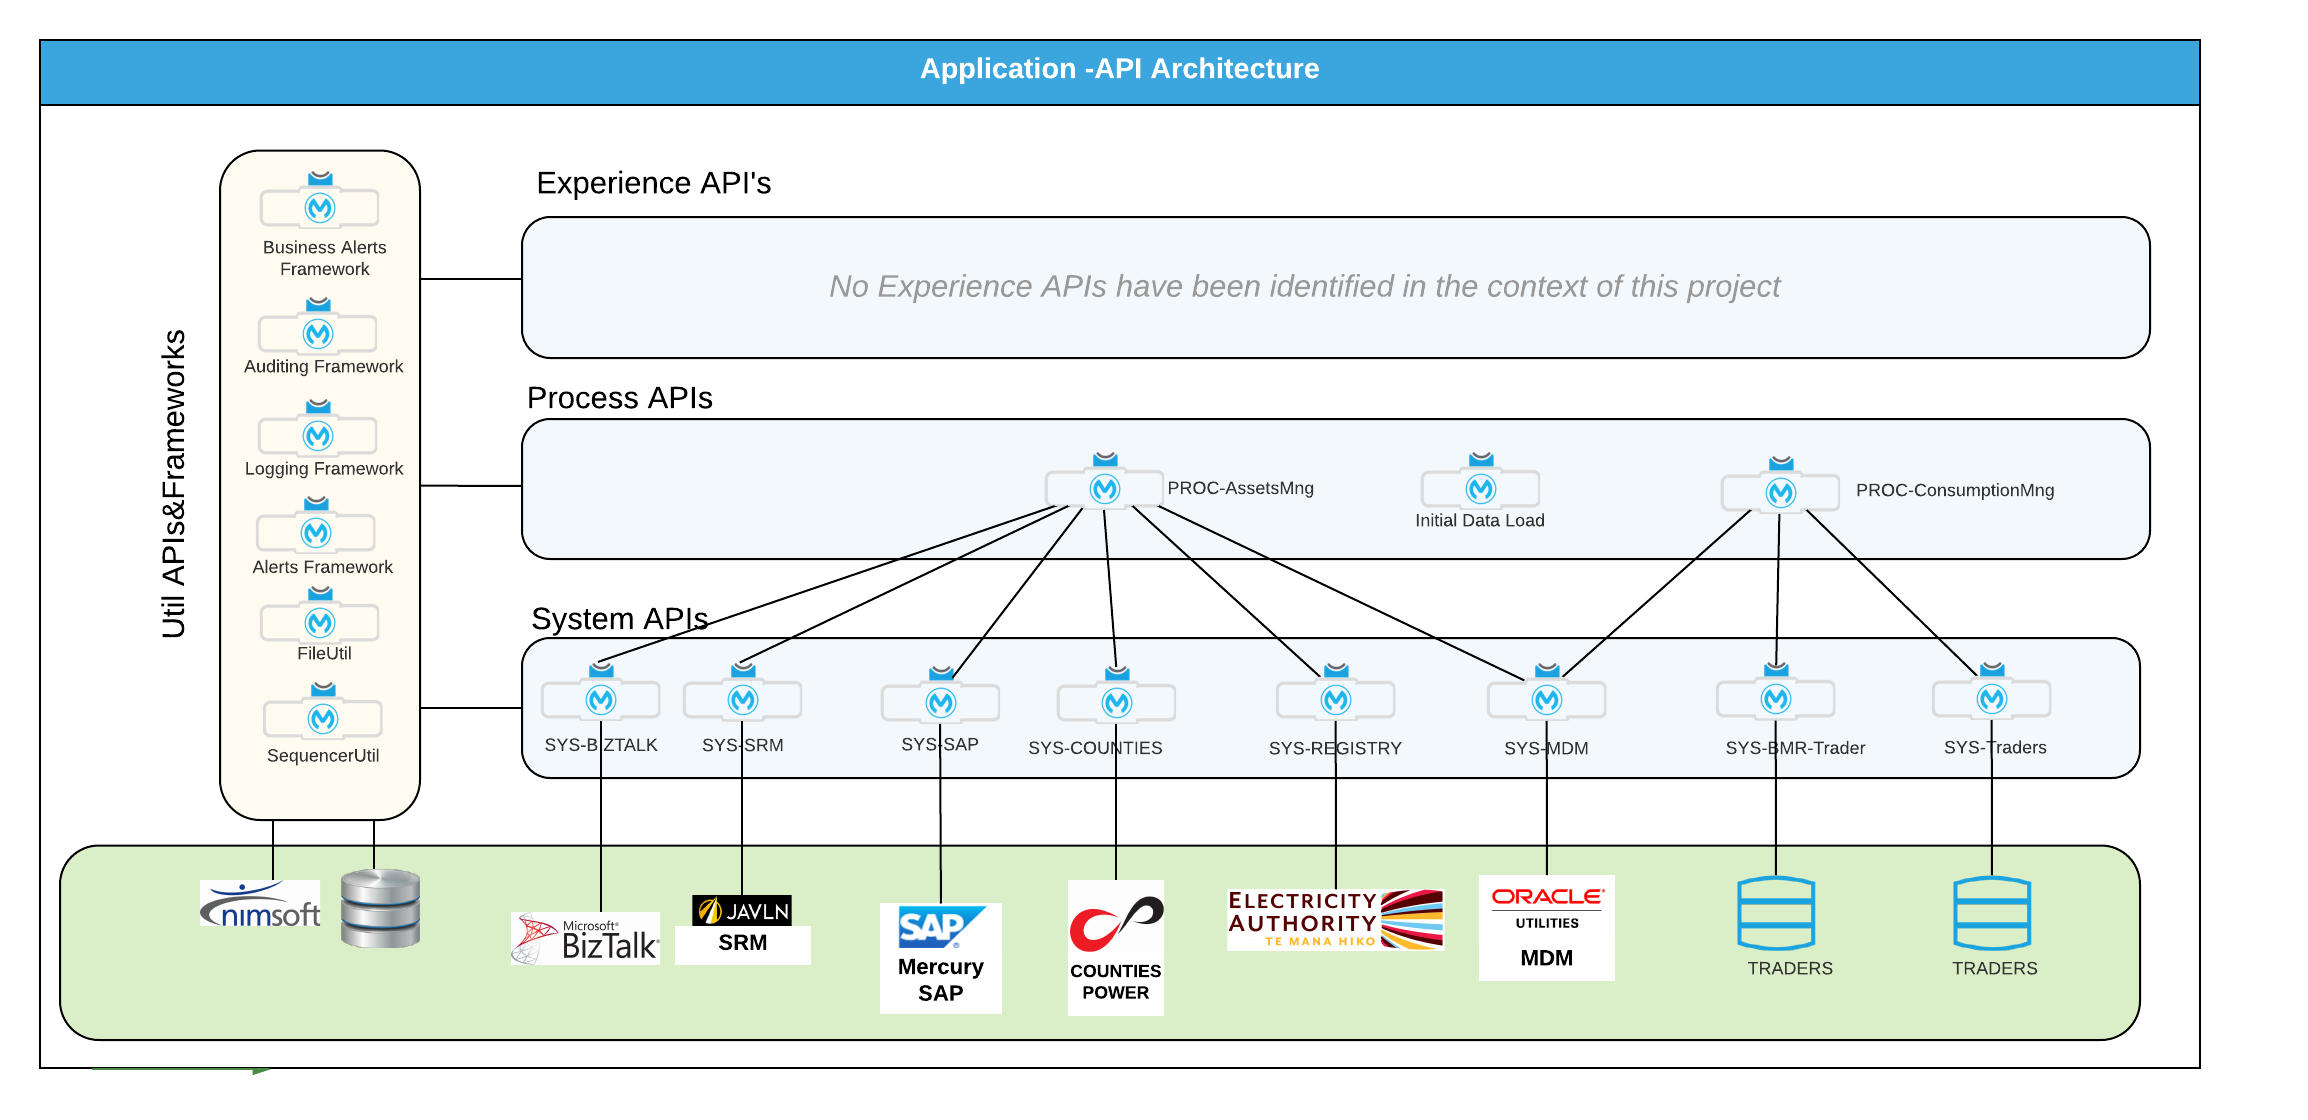 Application -API Architecture
Util APIs&Frameworks
Business Alerts
Framework
Auditing Framework
Logging Framework
Alerts Framework
FileUtil
SequencerUtil
Experience API's
No Experience APIs have been identified in the context of this project
Process APIs
PROC-AssetsMng
Initial Data Load
PROC-ConsumptionMng
System APIs
SYS-BIZTALK
SYS-SRM
SYS-SAP
SYS-COUNTIES
SYS-REGISTRY
SYS-MDM
SYS-BMR-Trader
SYS-Traders
nimsoft
Microsoft®
BizTalk
JAVLN
SRM
SAP
Mercury
SAP
COUNTIES
POWER
ELECTRICITY
AUTHORITY
TE MANA HIKO
ORACLE®
UTILITIES
MDM
TRADERS
TRADERS